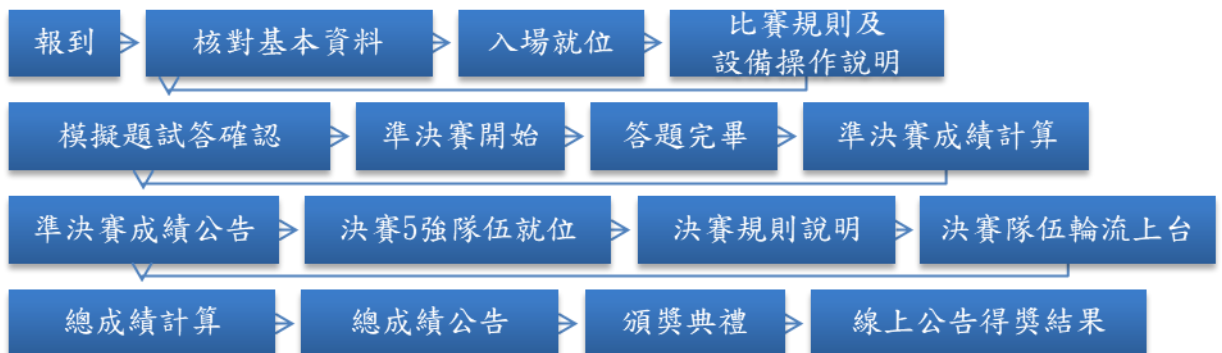 報到
核對基本資料
入場就位
比賽規則及
設備操作說明
模擬題試答確認
準決賽開始
答題完畢
準決賽成績計算
準決賽成績公告
決賽5強隊伍就位
決賽規則說明
決賽隊伍輪流上台
總成績計算
總成績公告
頒獎典禮
線上公告得獎結果